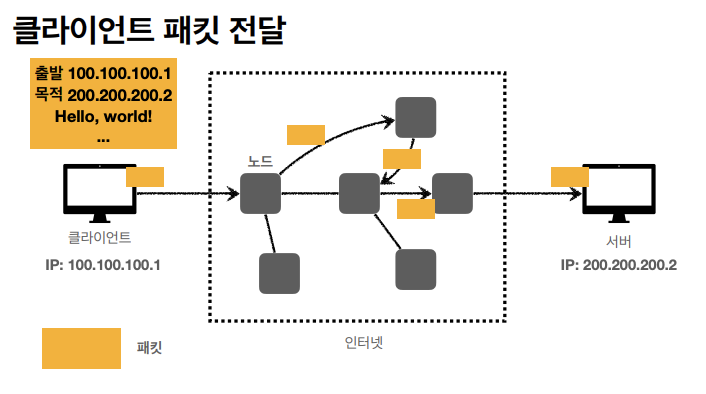 클라이언트 패킷 전달
출발 100.100.100.1
목적 200.200.200.2
Hello, world!
...
노드
클라이언트
IP: 100.100.100.1
서버
IP: 200.200.200.2
인터넷
패킷